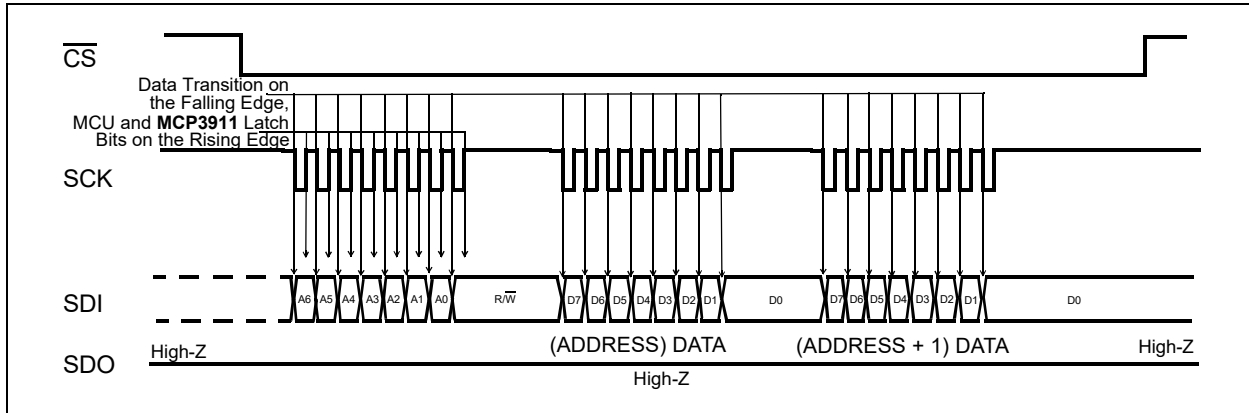 CS
Data Transition on
the Falling Edge,
MCU and MCP3911 Latch
Bits on the Rising Edge
SCK
SDI A6 A5 A4 A3 A2 A1 A0 R/W D7 D6 D5 D4 D3 D2 D1 D0 D7 D6 D5 D4 D3 D2 D1 D0
SDO High-Z (ADDRESS) DATA (ADDRESS + 1) DATA High-Z
High-Z